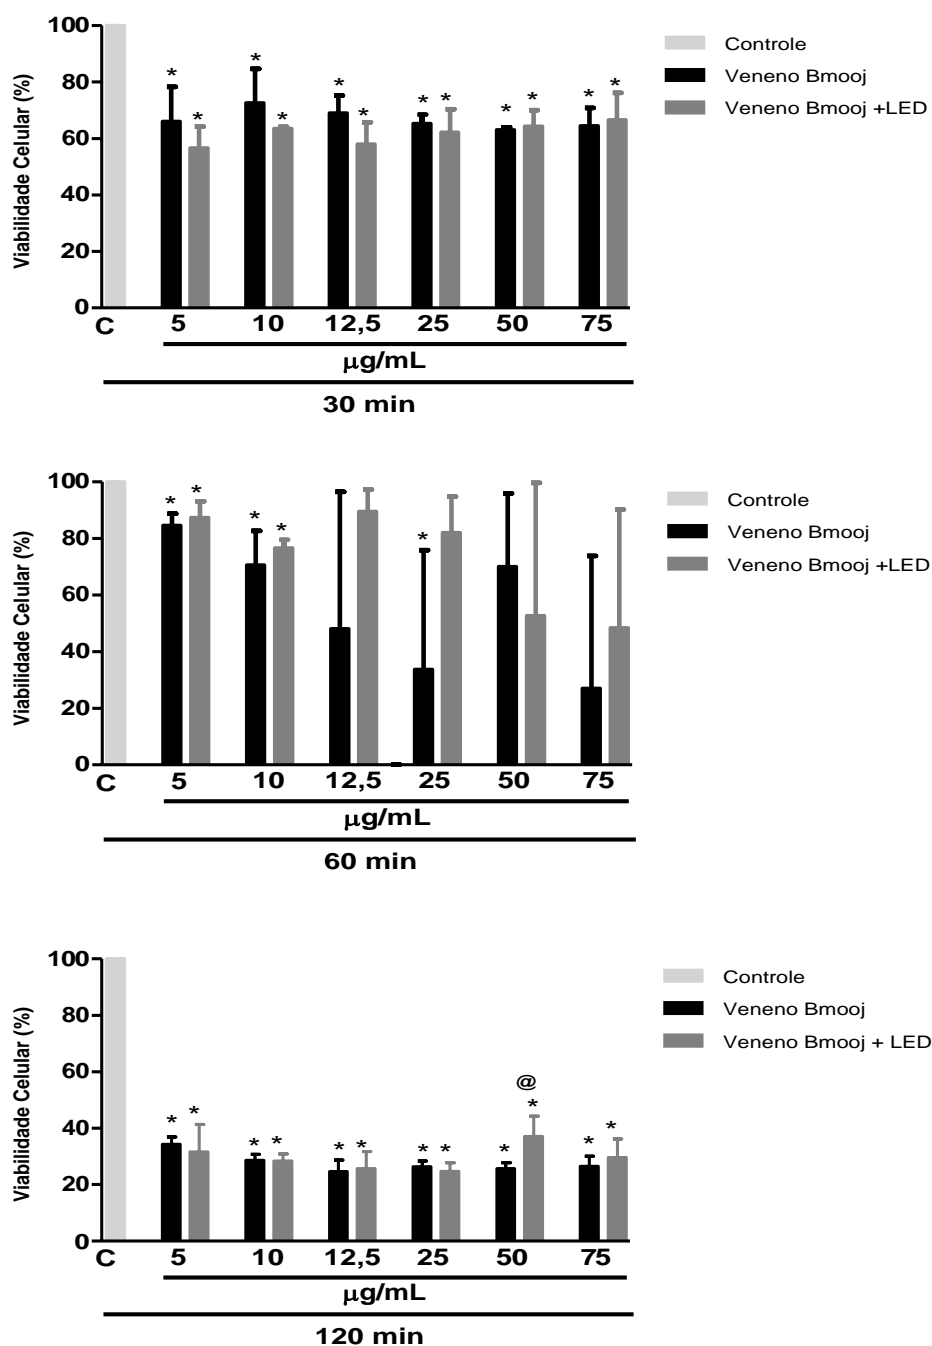 Viabilidade Celular (%)
100
80
60
40
20
0
* * * * * * * * * * * *
C 5 10 12,5 25 50 75
µg/mL
30 min
Controle
Veneno Bmooj
Veneno Bmooj +LED
Viabilidade Celular (%)
100
80
60
40
20
0
* * * * *
C 5 10 12,5 25 50 75
µg/mL
60 min
Controle
Veneno Bmooj
Veneno Bmooj +LED
Viabilidade Celular (%)
100
80
60
40
20
0
@
* * * * * * * * * * * *
C 5 10 12,5 25 50 75
µg/mL
120 min
Controle
Veneno Bmooj
Veneno Bmooj + LED